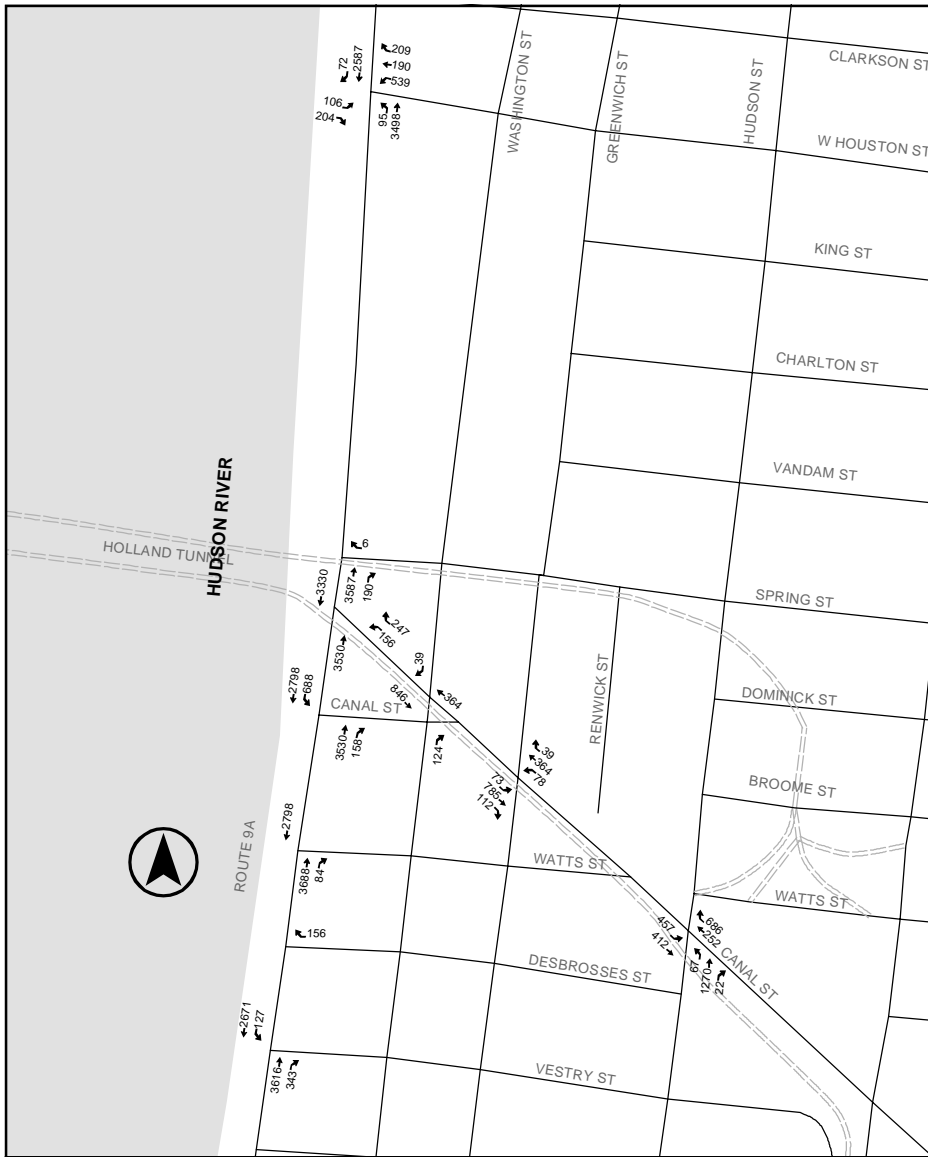 CLARKSON ST
WASHINGTON ST
GREENWICH ST
HUDSON ST
W HOUSTON ST
72
2587
209
190
539
106
204
95
3498
KING ST
CHARLTON ST
VANDAM ST
HUDSON RIVER
HOLLAND TUNNEL
6
3330
3587
190
SPRING ST
247
156
3530
39
2798
688
846
364
CANAL ST
RENWICK ST
DOMINICK ST
3530
158
124
39
364
78
73
785
112
BROOME ST
2798
ROUTE 9A
3688
84
WATTS ST
WATTS ST
156
457
412
686
252
CANAL ST
67
1270
22
DESBROSSES ST
2671
127
3616
343
VESTRY ST